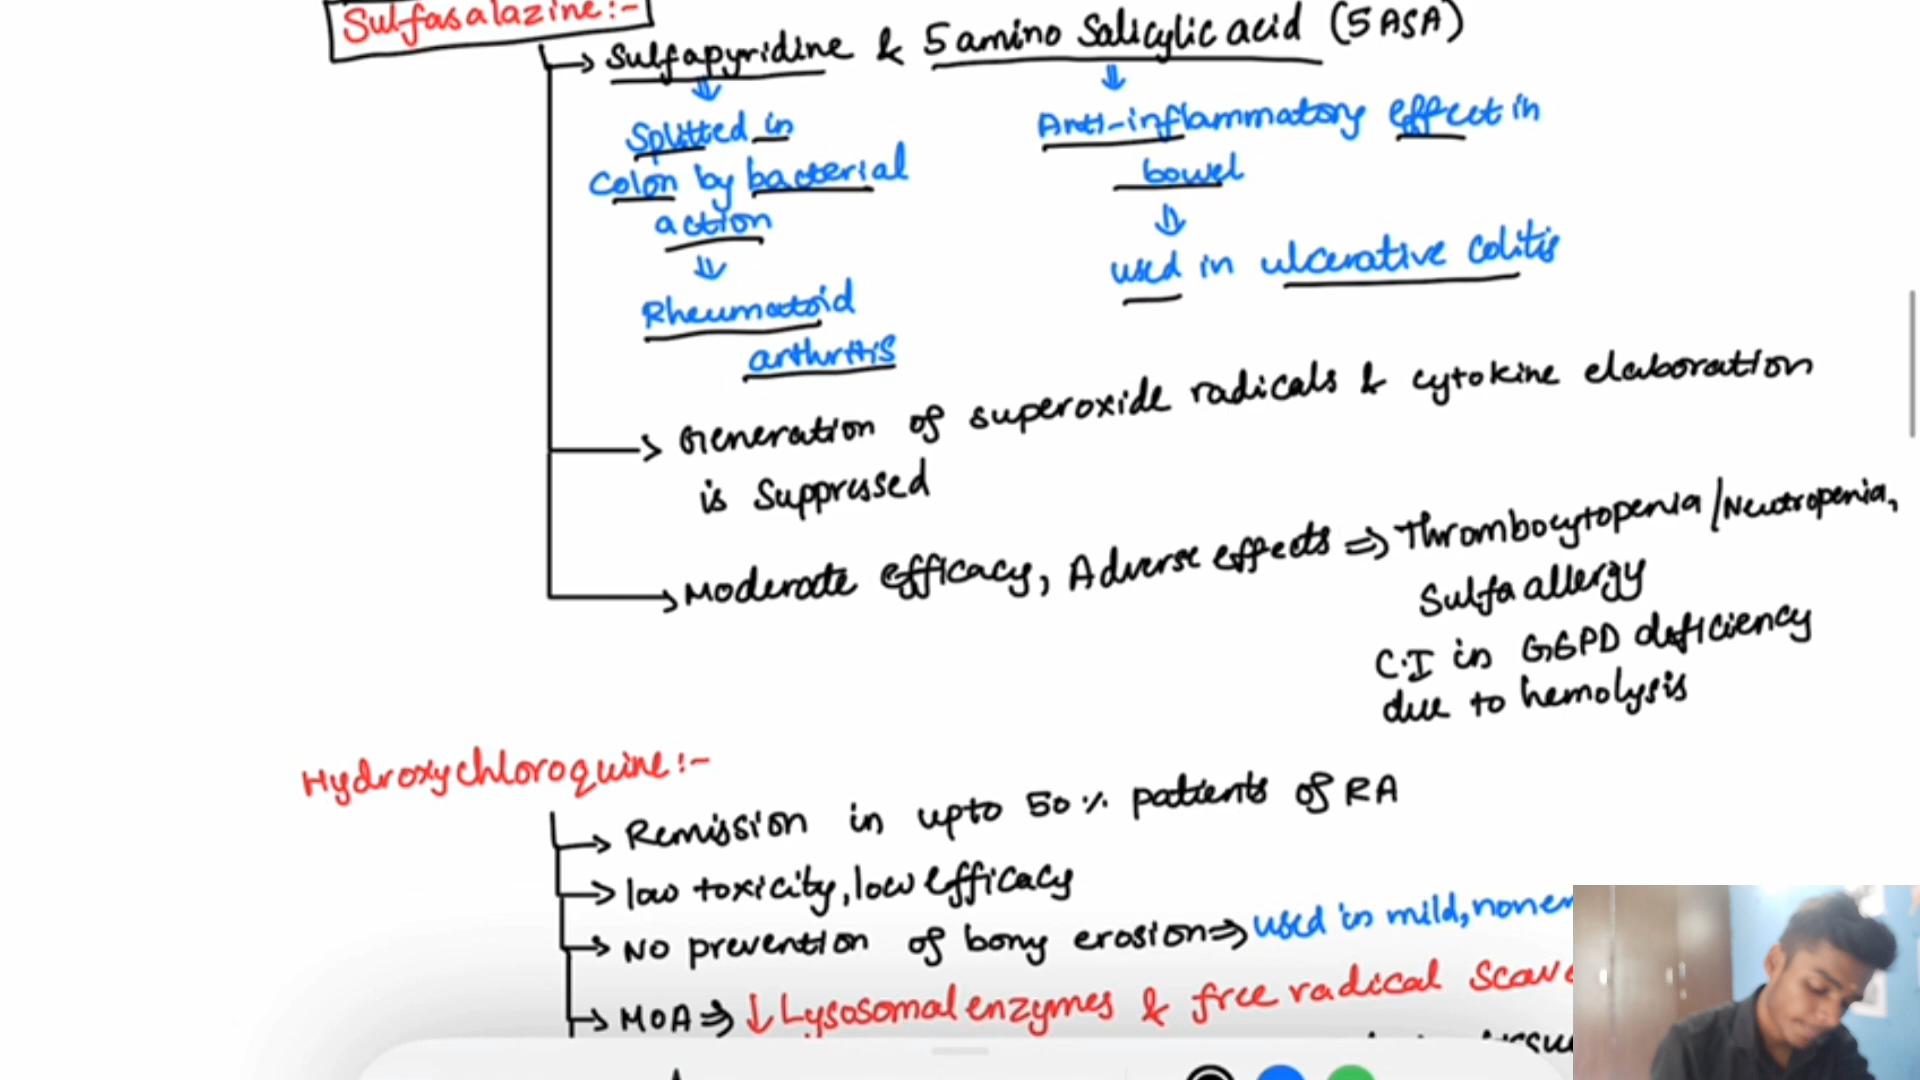 Sulfasalazine:-
Sulfapyridine & 5 amino Salicylic acid (5 ASA)
Splitted in
Colon by bacterial
action
Rheumatoid
arthritis
Anti-inflammatory effect in
bowel
used in ulcerative colitis
Generation of superoxide radicals & cytokine elaboration
is Suppressed
Moderate efficacy, Adverse effects ⇒ Thrombocytopenia/Neutropenia,
Sulfa allergy
C.I in G6PD deficiency
due to hemolysis
Hydroxychloroquine:-
Remission in upto 50% patients of RA
low toxicity, low efficacy
No prevention of bony erosion ⇒ used in mild,
MOA ⇒ ↓ Lysosomal enzymes & free radical